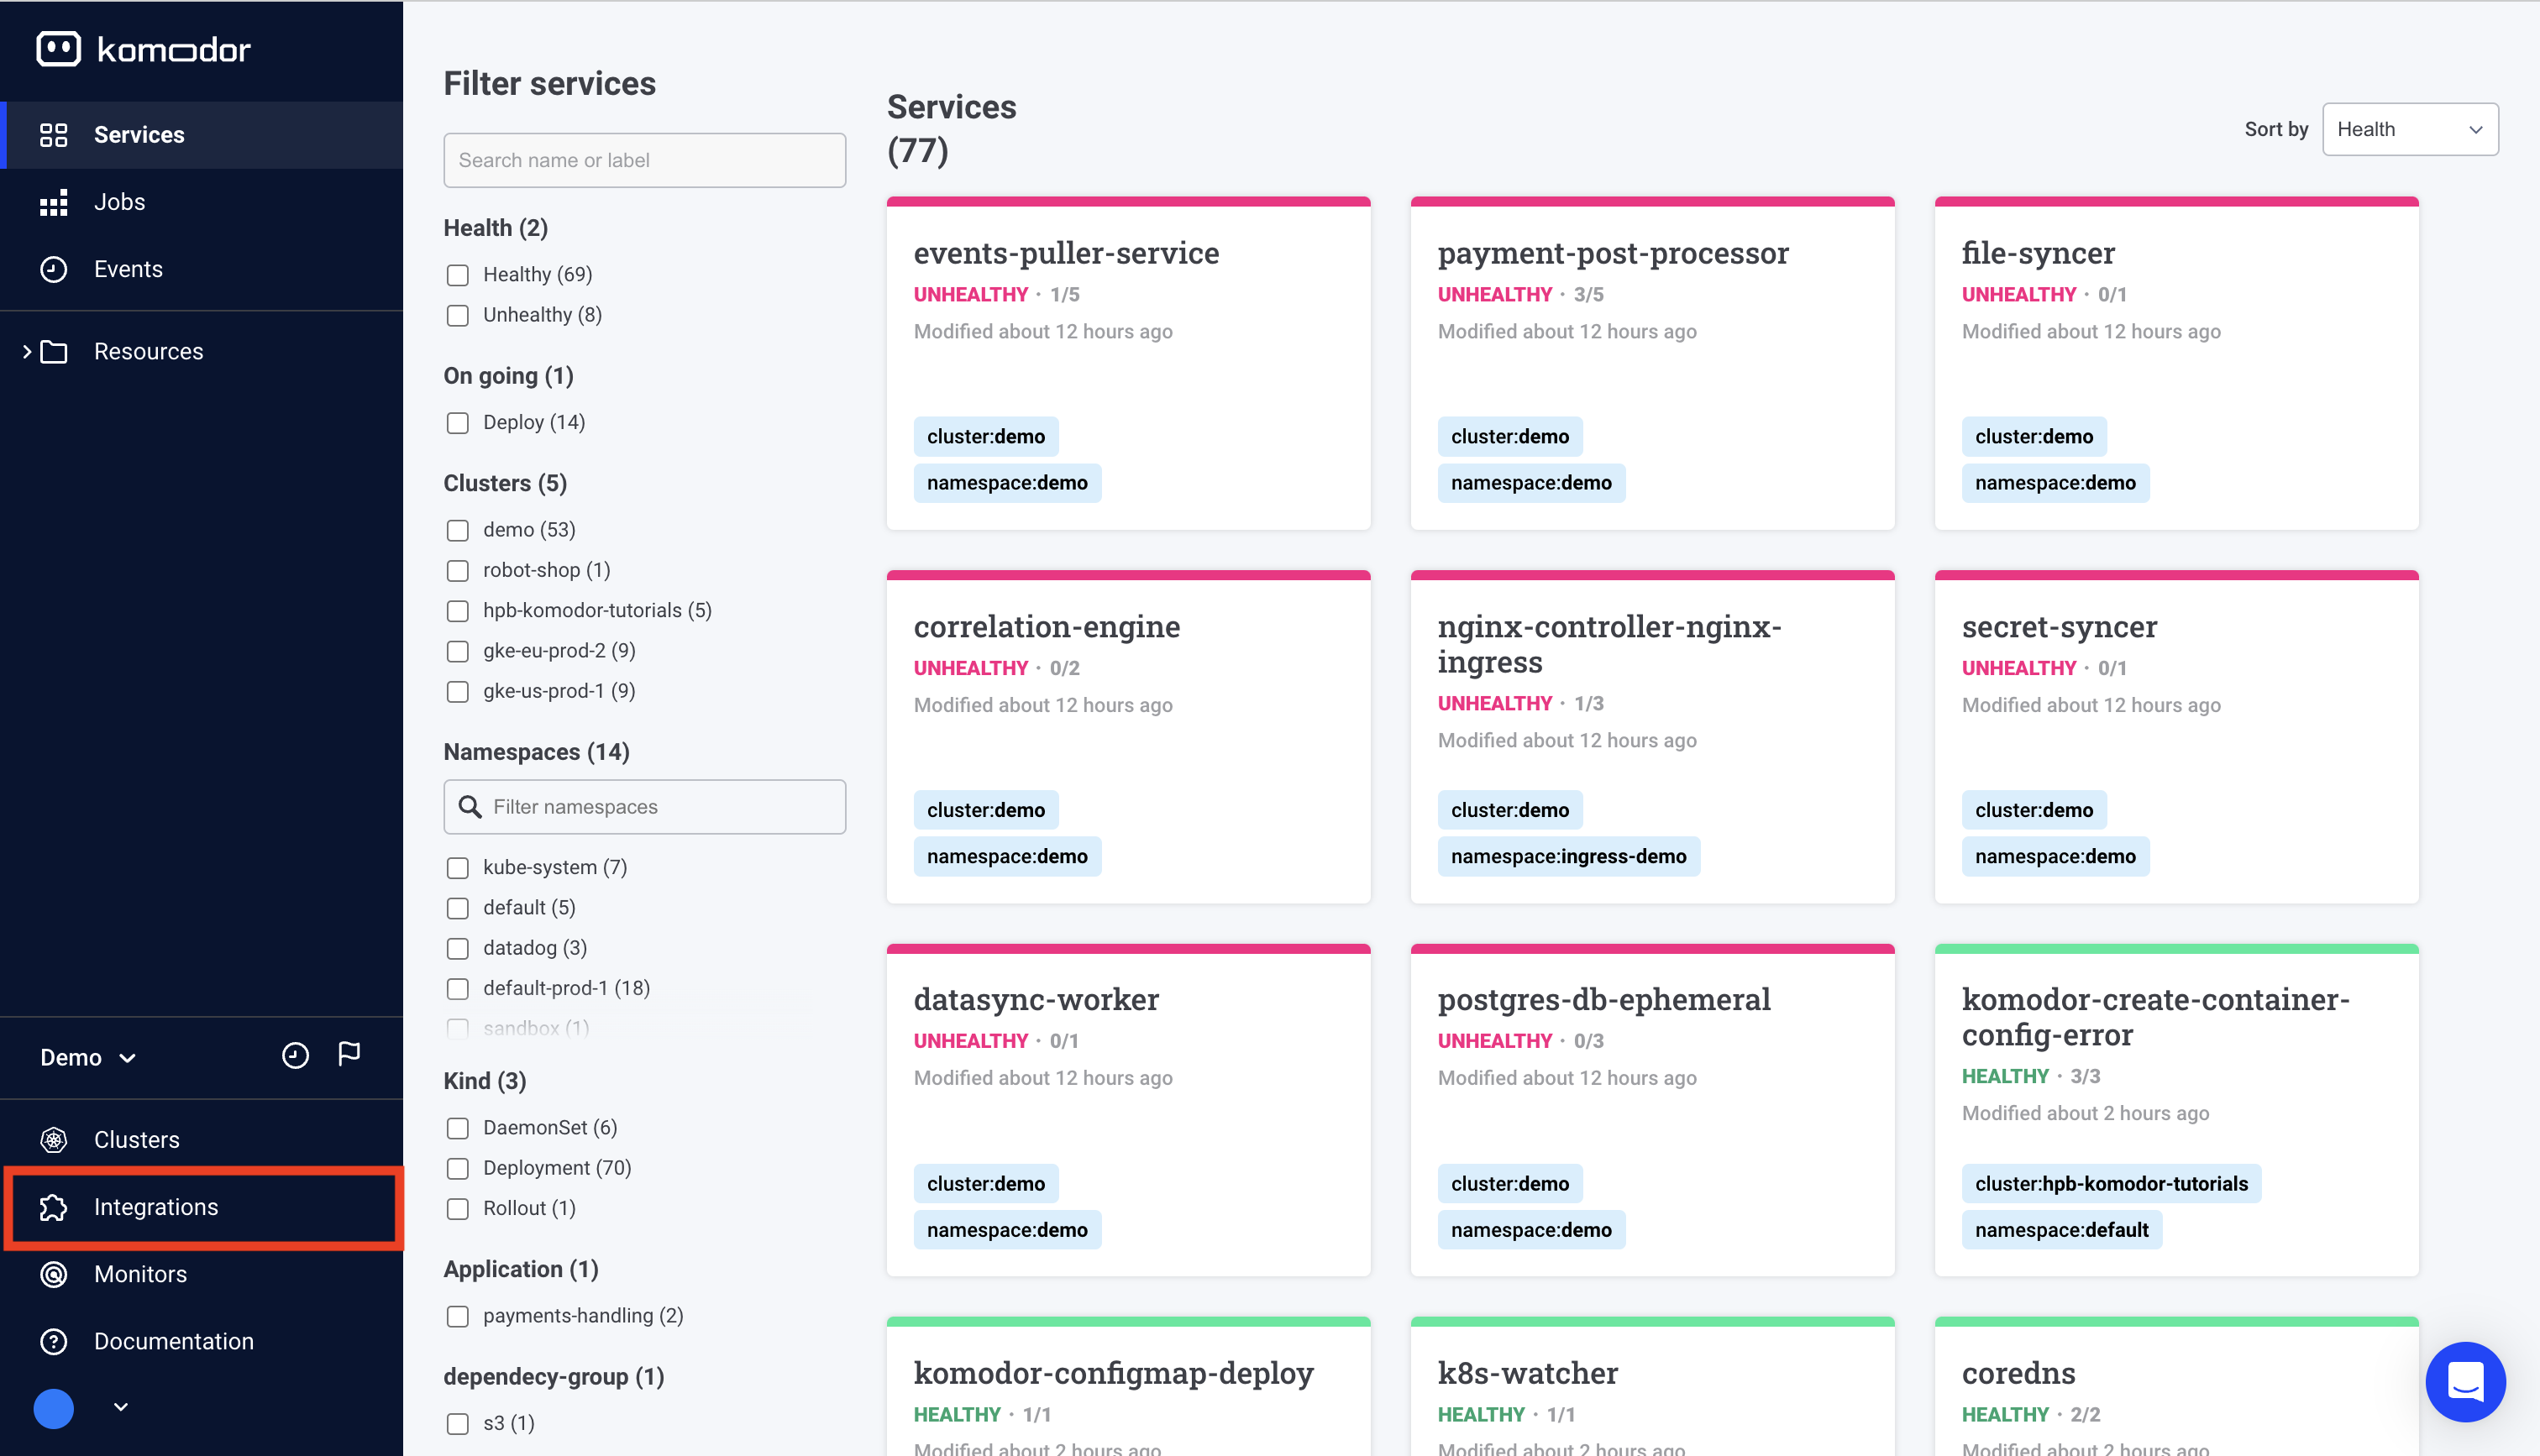 komodor
Services
Jobs
Events
Resources
Demo
Clusters
Integrations
Monitors
Documentation
Filter services
Search name or label
Health (2)
Healthy (69)
Unhealthy (8)
On going (1)
Deploy (14)
Clusters (5)
demo (53)
robot-shop (1)
hpb-komodor-tutorials (5)
gke-eu-prod-2 (9)
gke-us-prod-1 (9)
Namespaces (14)
Filter namespaces
kube-system (7)
default (5)
datadog (3)
default-prod-1 (18)
sandbox (1)
Kind (3)
DaemonSet (6)
Deployment (70)
Rollout (1)
Application (1)
payments-handling (2)
dependecy-group (1)
s3 (1)
Services
(77)
Sort by
Health
events-puller-service
UNHEALTHY · 1/5
Modified about 12 hours ago
cluster:demo
namespace:demo
payment-post-processor
UNHEALTHY · 3/5
Modified about 12 hours ago
cluster:demo
namespace:demo
file-syncer
UNHEALTHY · 0/1
Modified about 12 hours ago
cluster:demo
namespace:demo
correlation-engine
UNHEALTHY · 0/2
Modified about 12 hours ago
cluster:demo
namespace:demo
nginx-controller-nginx-
ingress
UNHEALTHY · 1/3
Modified about 12 hours ago
cluster:demo
namespace:ingress-demo
secret-syncer
UNHEALTHY · 0/1
Modified about 12 hours ago
cluster:demo
namespace:demo
datasync-worker
UNHEALTHY · 0/1
Modified about 12 hours ago
cluster:demo
namespace:demo
postgres-db-ephemeral
UNHEALTHY · 0/3
Modified about 12 hours ago
cluster:demo
namespace:demo
komodor-create-container-
config-error
HEALTHY · 3/3
Modified about 2 hours ago
cluster:hpb-komodor-tutorials
namespace:default
komodor-configmap-deploy
HEALTHY · 1/1
Modified about 2 hours ago
k8s-watcher
HEALTHY · 1/1
Modified about 2 hours ago
coredns
HEALTHY · 2/2
Modified about 2 hours ago